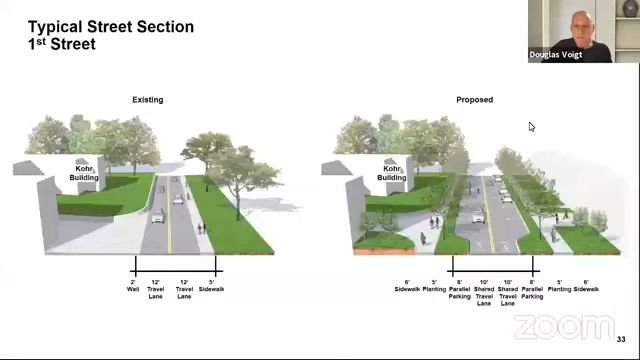 Typical Street Section
1st Street
Douglas Voigt
Existing
Proposed
Kohr
Building
Kohr
Building
2'
Wall
12'
Travel
Lane
12'
Travel
Lane
5'
Sidewalk
6'
Sidewalk
5'
Planting
8'
Parallel
Parking
10'
Shared
Travel
Lane
10'
Shared
Travel
Lane
8'
Parallel
Parking
5'
Planting
6'
Sidewalk
zoom
33